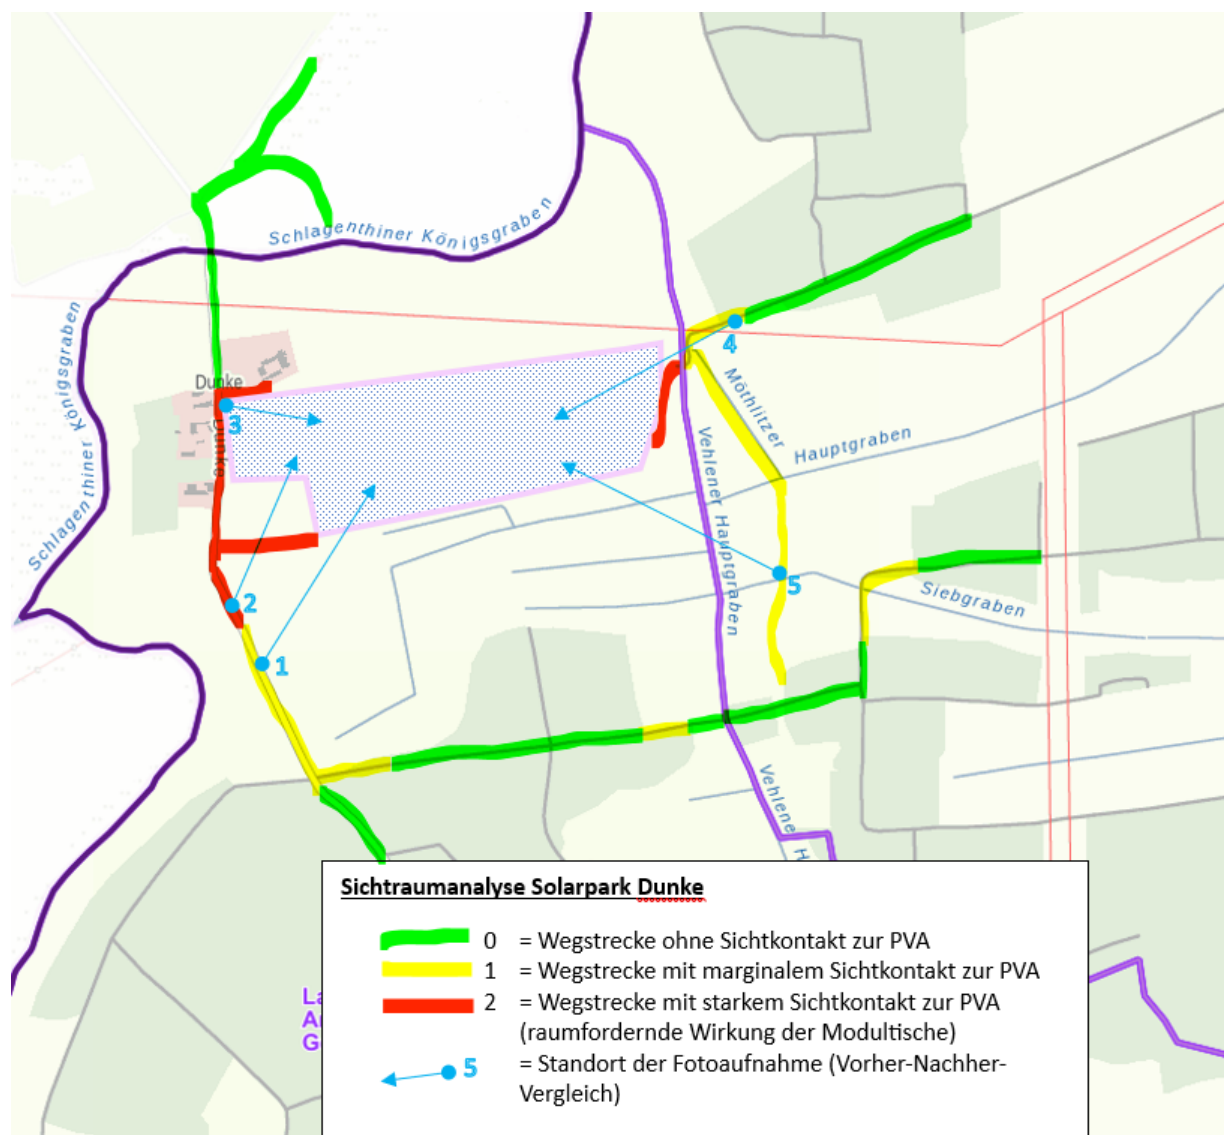 Schlagenthiner Königsgraben
Schlagenthiner Königsgraben
Dunke
Dunke
3
4
Möthlitzer
Hauptgraben
Vehlener Hauptgraben
2
5
Siebgraben
1
Vehlener H
La
A
G
Sichtraumanalyse Solarpark Dunke
0 = Wegstrecke ohne Sichtkontakt zur PVA
1 = Wegstrecke mit marginalem Sichtkontakt zur PVA
2 = Wegstrecke mit starkem Sichtkontakt zur PVA
(raumfordernde Wirkung der Modultische)
5 = Standort der Fotoaufnahme (Vorher-Nachher-
Vergleich)